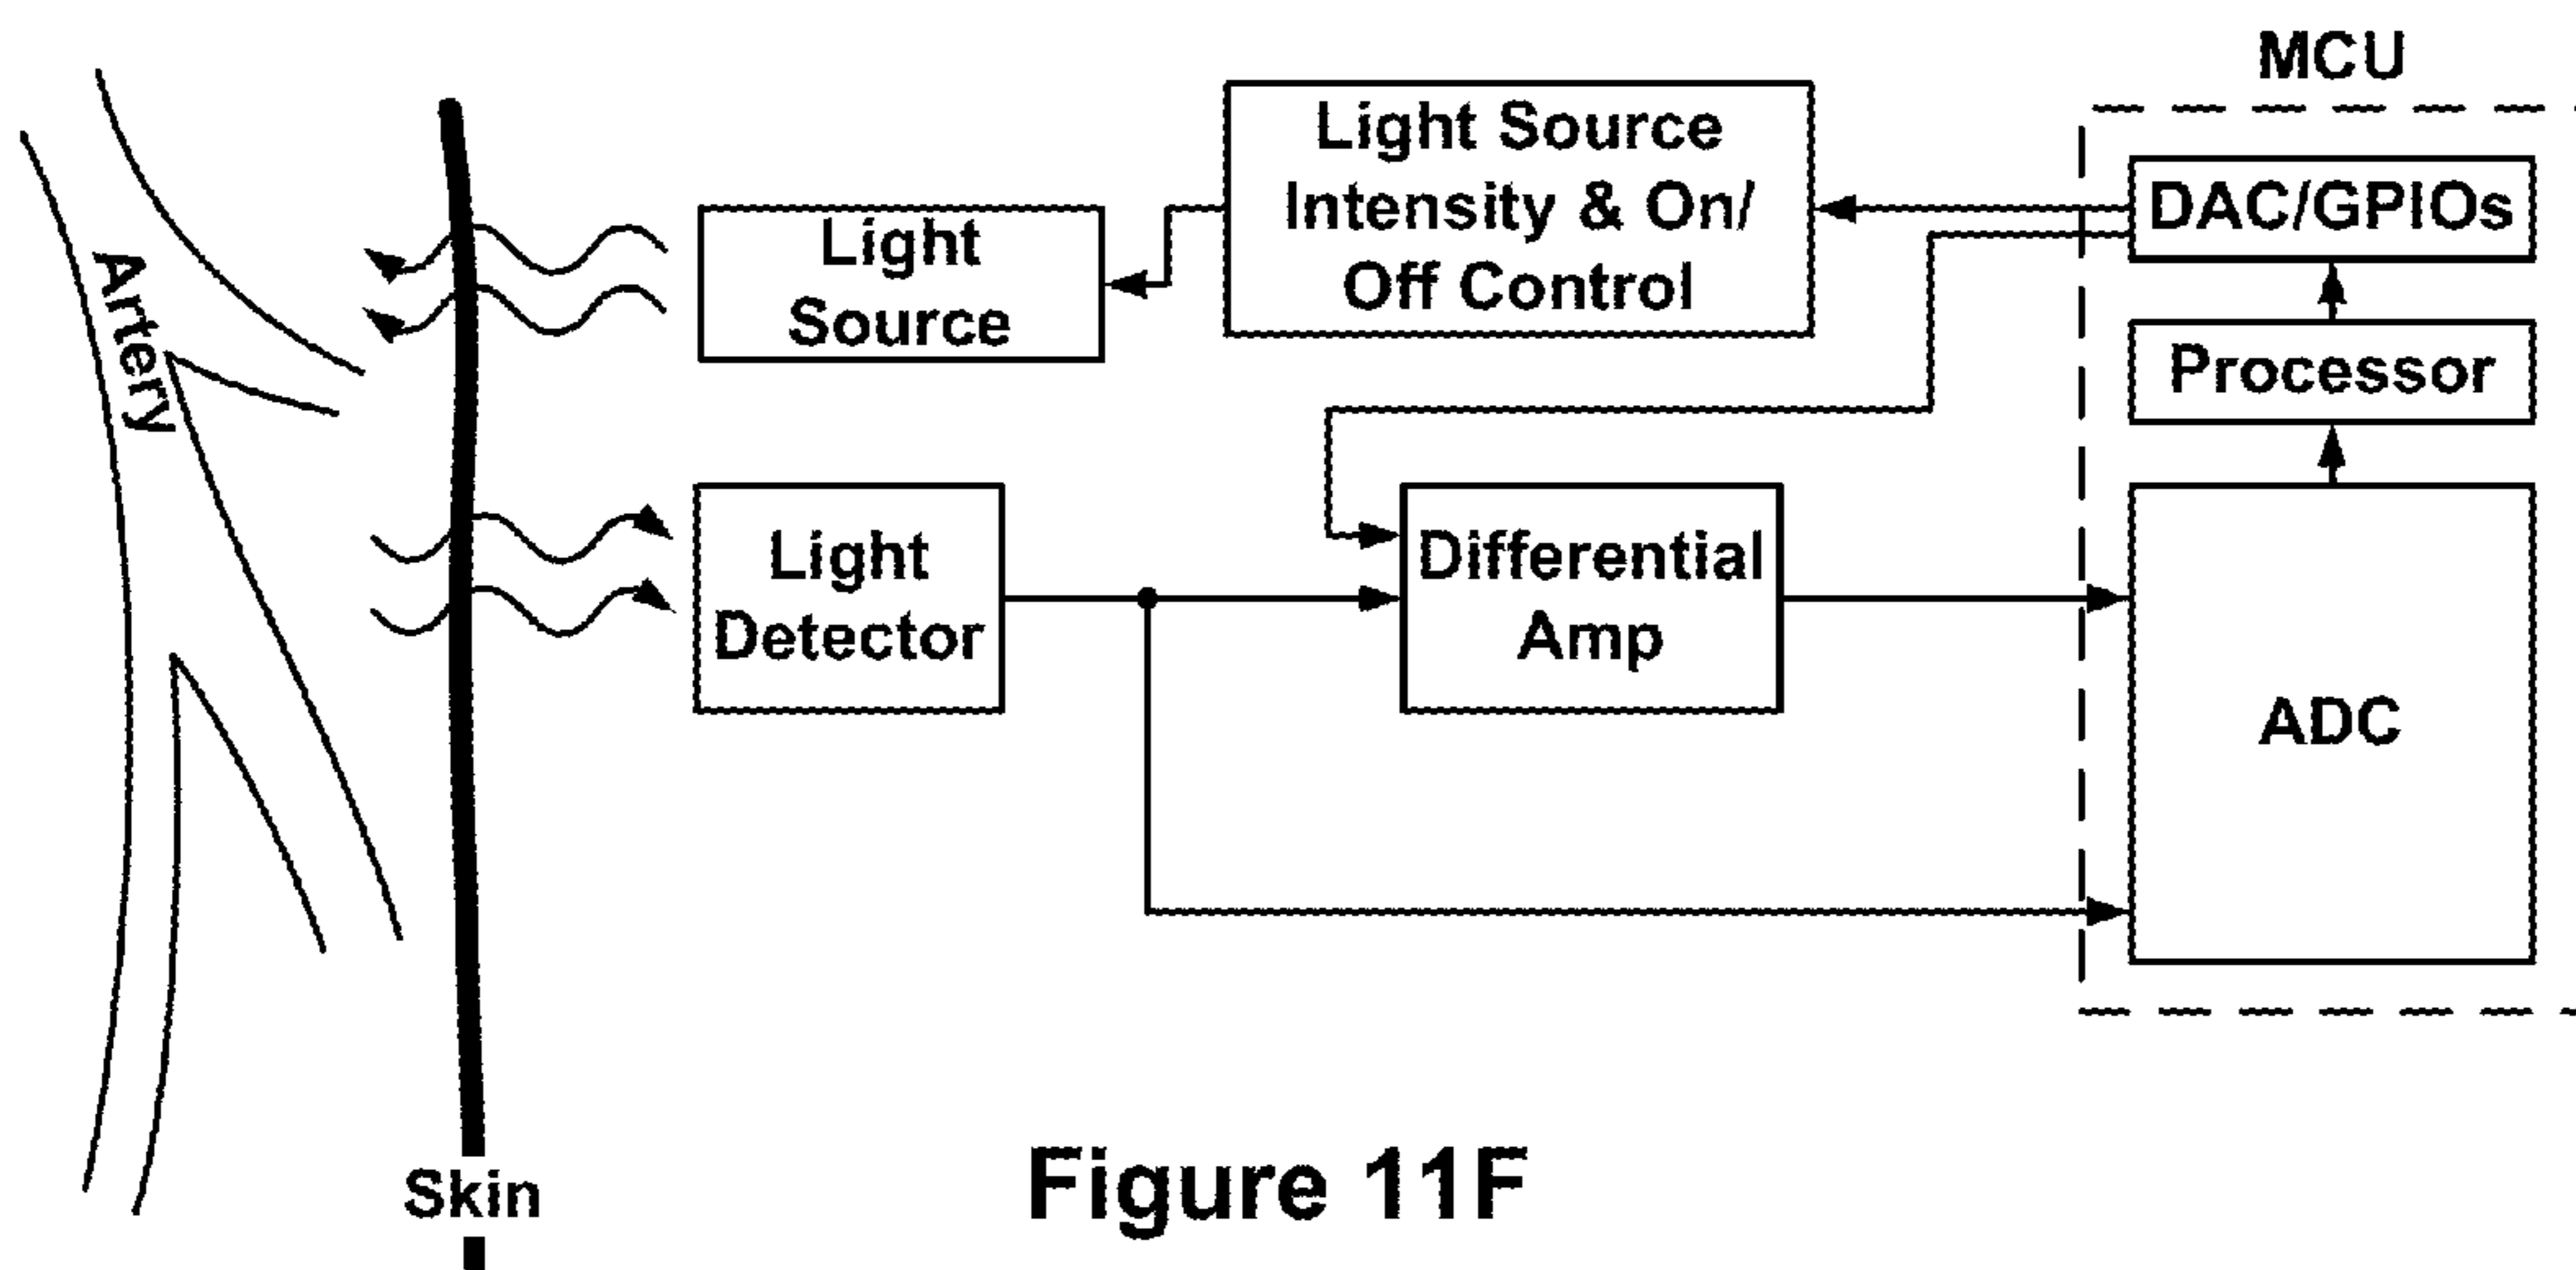 MCU
Light Source
Intensity & On/
Off Control
DAC/GPIOs
Light
Source
Artery
Processor
Light
Detector
Differential
Amp
ADC
Skin
Figure 11F